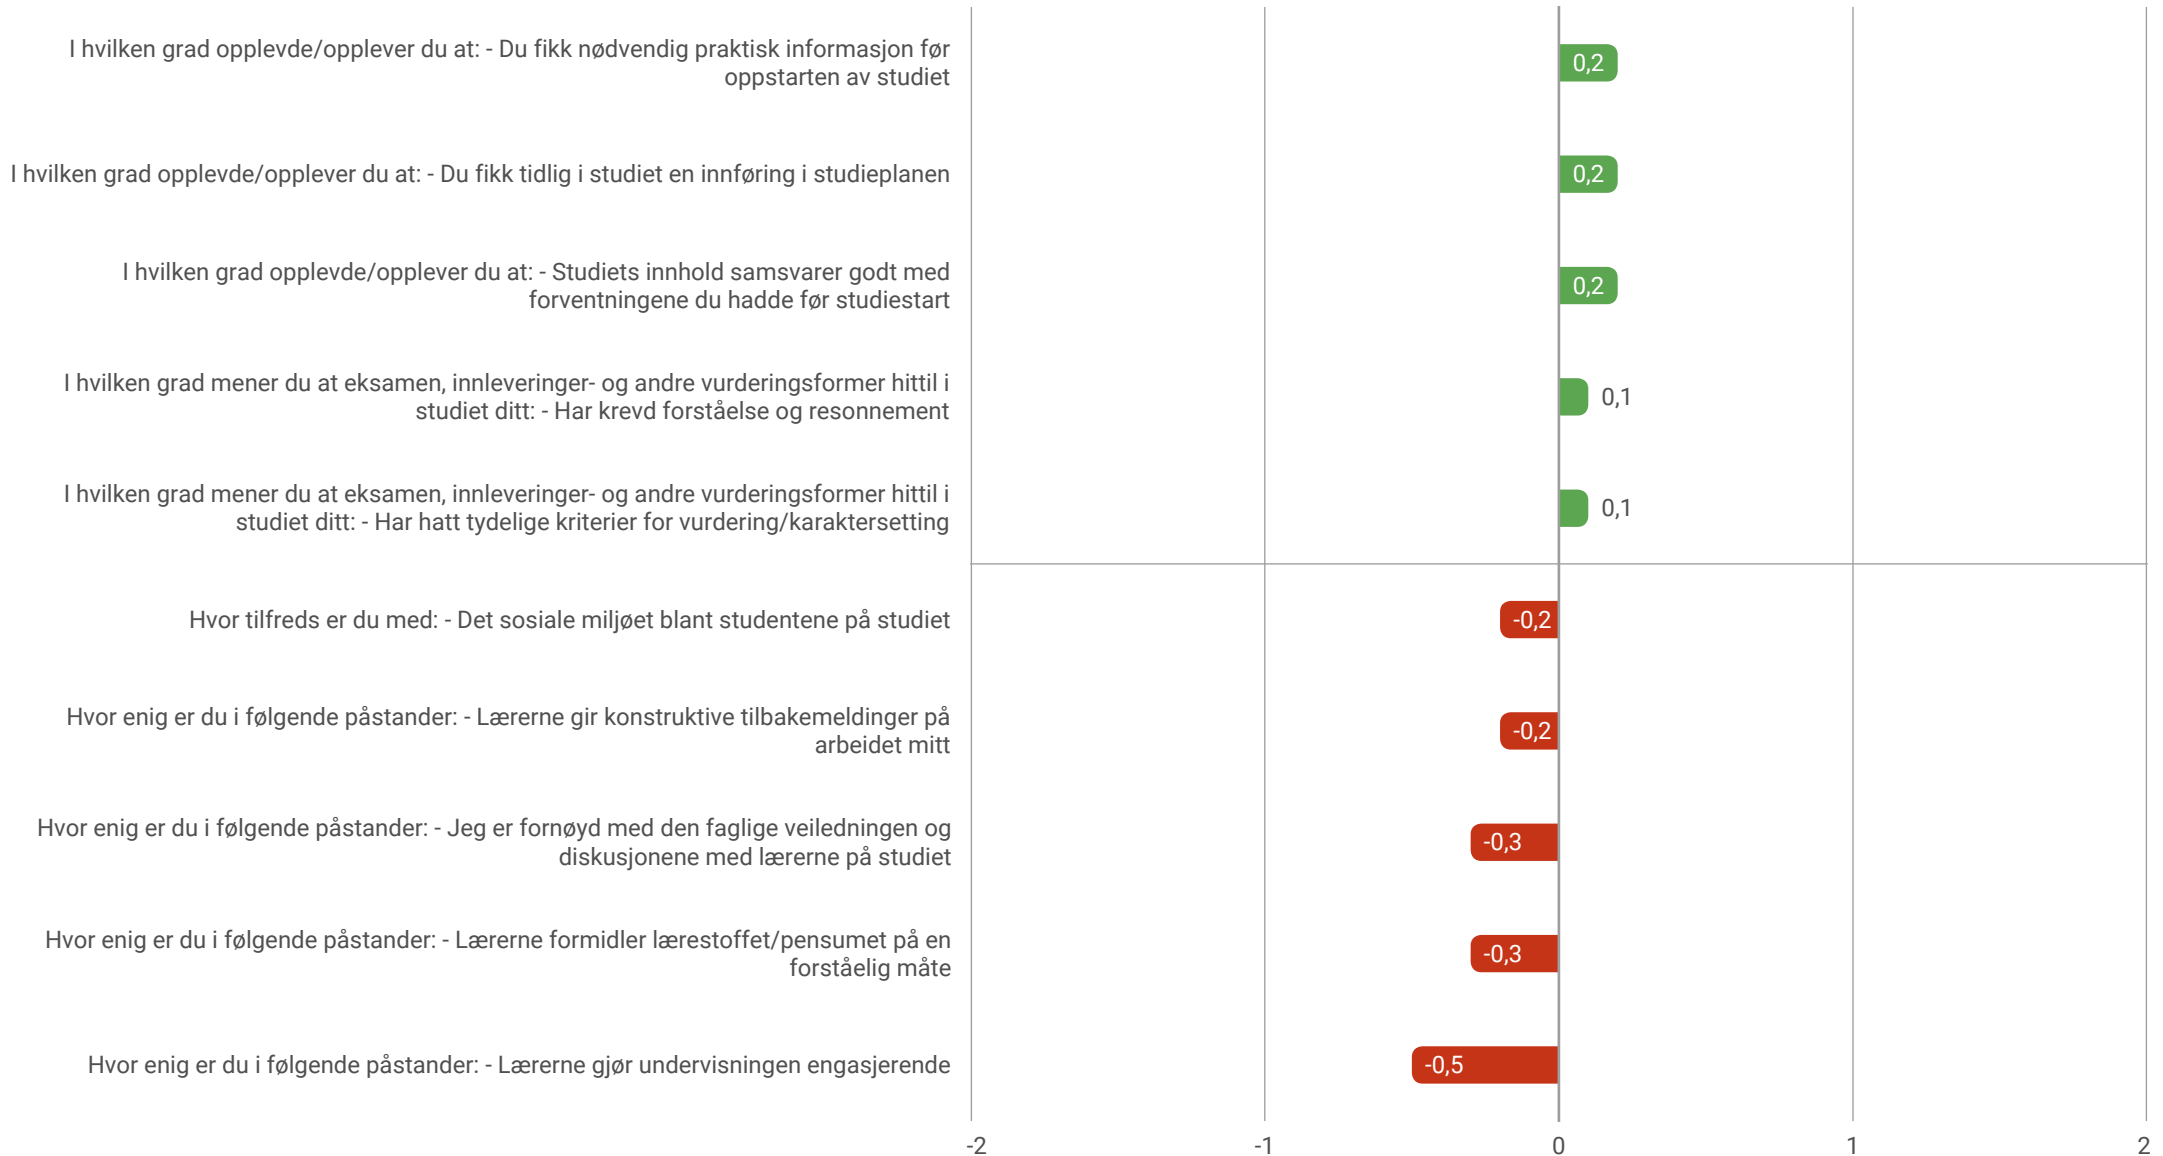 I hvilken grad opplevde/opplever du at: - Du fikk nødvendig praktisk informasjon før
oppstarten av studiet
0,2
I hvilken grad opplevde/opplever du at: - Du fikk tidlig i studiet en innføring i studieplanen
0,2
I hvilken grad opplevde/opplever du at: - Studiets innhold samsvarer godt med
forventningene du hadde før studiestart
0,2
I hvilken grad mener du at eksamen, innleveringer- og andre vurderingsformer hittil i
studiet ditt: - Har krevd forståelse og resonnement
0,1
I hvilken grad mener du at eksamen, innleveringer- og andre vurderingsformer hittil i
studiet ditt: - Har hatt tydelige kriterier for vurdering/karaktersetting
0,1
Hvor tilfreds er du med: - Det sosiale miljøet blant studentene på studiet
-0,2
Hvor enig er du i følgende påstander: - Lærerne gir konstruktive tilbakemeldinger på
arbeidet mitt
-0,2
Hvor enig er du i følgende påstander: - Jeg er fornøyd med den faglige veiledningen og
diskusjonene med lærerne på studiet
-0,3
Hvor enig er du i følgende påstander: - Lærerne formidler lærestoffet/pensumet på en
forståelig måte
-0,3
Hvor enig er du i følgende påstander: - Lærerne gjør undervisningen engasjerende
-0,5
-2 -1 0 1 2